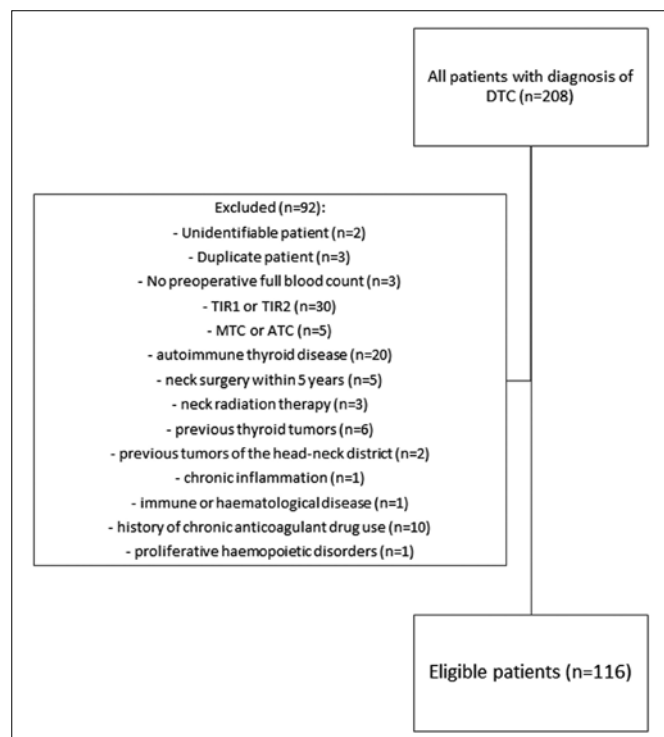 All patients with diagnosis of
DTC (n=208)
Excluded (n=92):
- Unidentifiable patient (n=2)
- Duplicate patient (n=3)
- No preoperative full blood count (n=3)
- TIR1 or TIR2 (n=30)
- MTC or ATC (n=5)
- autoimmune thyroid disease (n=20)
- neck surgery within 5 years (n=5)
- neck radiation therapy (n=3)
- previous thyroid tumors (n=6)
- previous tumors of the head-neck district (n=2)
- chronic inflammation (n=1)
- immune or haematological disease (n=1)
- history of chronic anticoagulant drug use (n=10)
- proliferative haemopoietic disorders (n=1)
Eligible patients (n=116)